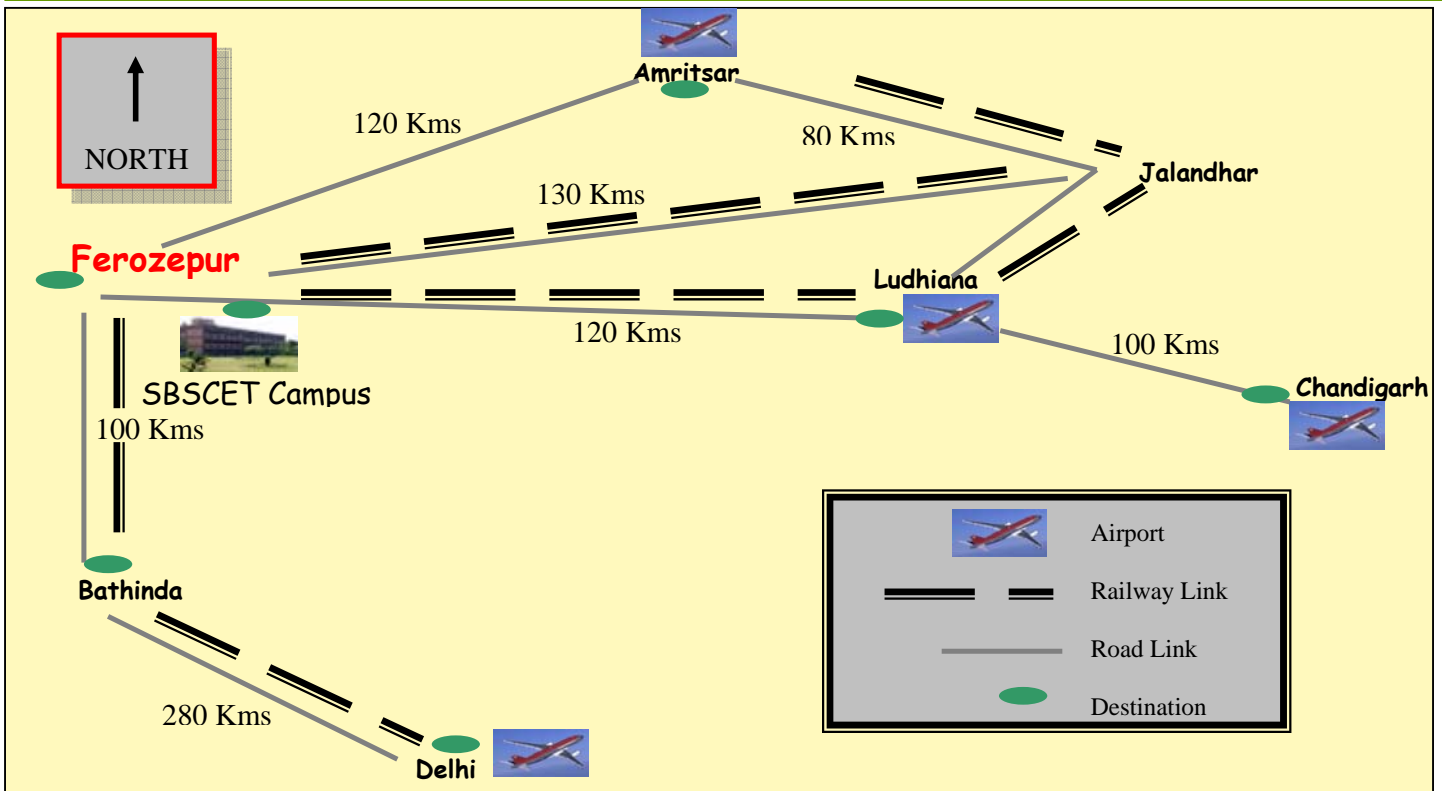 NORTH
Amritsar
120 Kms
80 Kms
Jalandhar
130 Kms
Ferozepur
Ludhiana
120 Kms
100 Kms
SBSCET Campus
Chandigarh
100 Kms
Bathinda
280 Kms
Delhi
Airport
Railway Link
Road Link
Destination